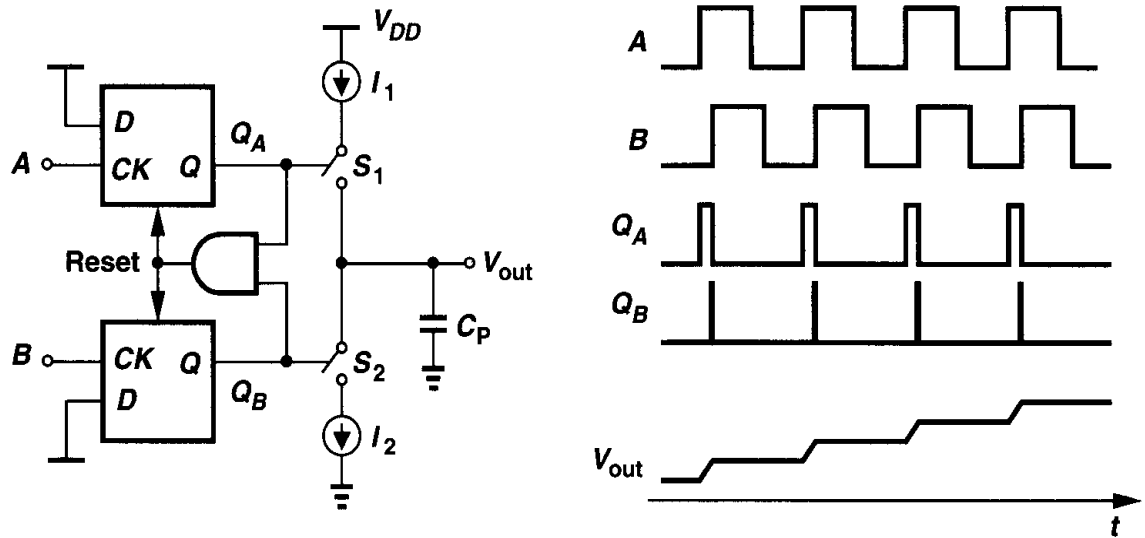 V_DD
I_1
D
Q_A
A
CK
Q
S_1
Reset
V_out
C_P
B
CK
Q
S_2
D
Q_B
I_2
A
B
Q_A
Q_B
V_out
t